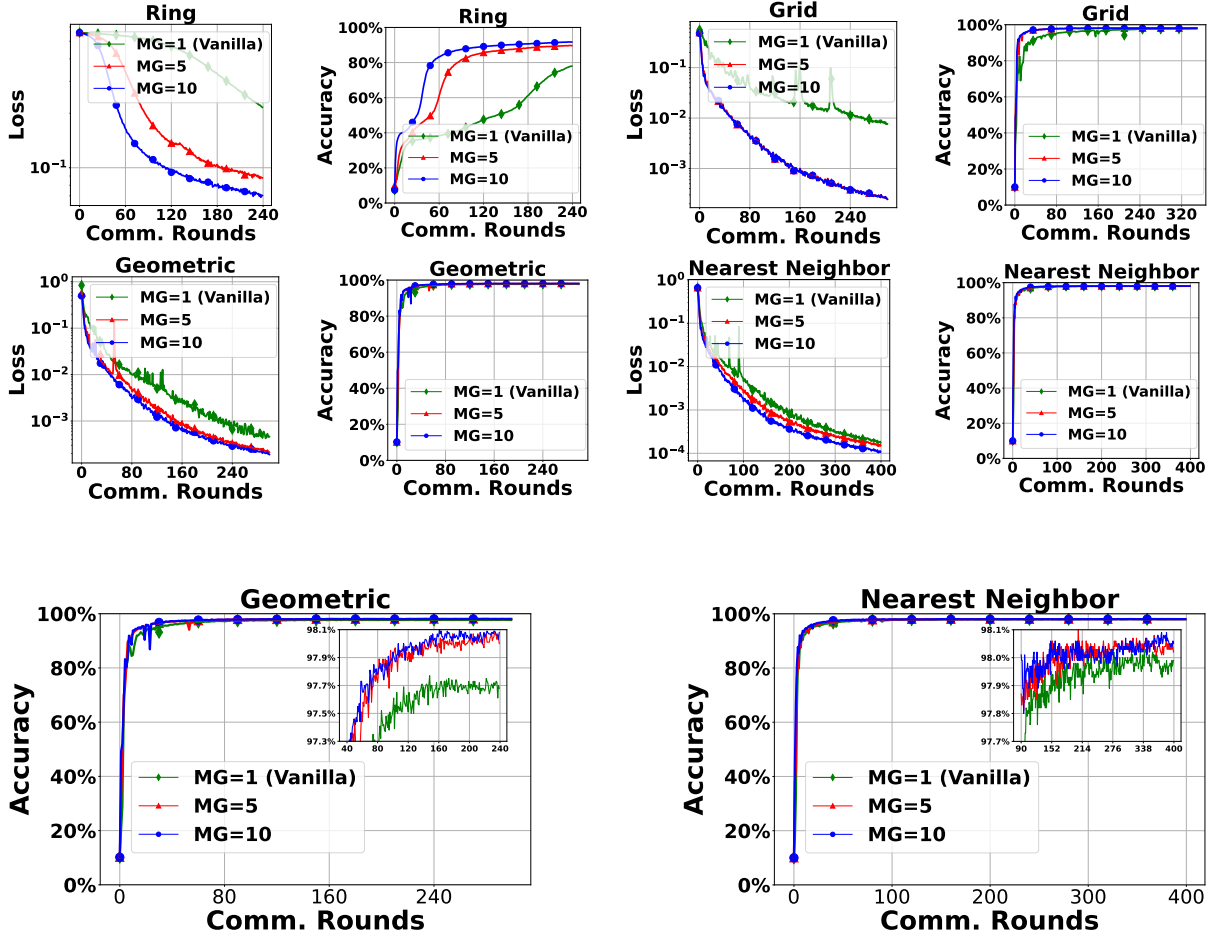 Ring
Loss
10⁻¹
MG=1 (Vanilla)
MG=5
MG=10
0 60 120 180 240
Comm. Rounds
Ring
Accuracy
100%
80%
60%
40%
20%
0%
MG=1 (Vanilla)
MG=5
MG=10
0 60 120 180 240
Comm. Rounds
Grid
Loss
10⁻¹
10⁻²
10⁻³
MG=1 (Vanilla)
MG=5
MG=10
0 80 160 240
Comm. Rounds
Grid
Accuracy
100%
80%
60%
40%
20%
0%
MG=1 (Vanilla)
MG=5
MG=10
0 80 160 240 320
Comm. Rounds
Geometric
Loss
10⁰
10⁻¹
10⁻²
10⁻³
MG=1 (Vanilla)
MG=5
MG=10
0 80 160 240
Comm. Rounds
Geometric
Accuracy
100%
80%
60%
40%
20%
0%
MG=1 (Vanilla)
MG=5
MG=10
0 80 160 240
Comm. Rounds
Nearest Neighbor
Loss
10⁰
10⁻¹
10⁻²
10⁻³
10⁻⁴
MG=1 (Vanilla)
MG=5
MG=10
0 100 200 300 400
Comm. Rounds
Nearest Neighbor
Accuracy
100%
80%
60%
40%
20%
0%
MG=1 (Vanilla)
MG=5
MG=10
0 100 200 300 400
Comm. Rounds
Geometric
Accuracy
100%
80%
60%
40%
20%
0%
98.1%
97.9%
97.7%
97.5%
97.3%
40 80 120 160 200 240
MG=1 (Vanilla)
MG=5
MG=10
0 80 160 240
Comm. Rounds
Nearest Neighbor
Accuracy
100%
80%
60%
40%
20%
0%
98.1%
98.0%
97.9%
97.8%
97.7%
90 152 214 276 338 400
MG=1 (Vanilla)
MG=5
MG=10
0 100 200 300 400
Comm. Rounds